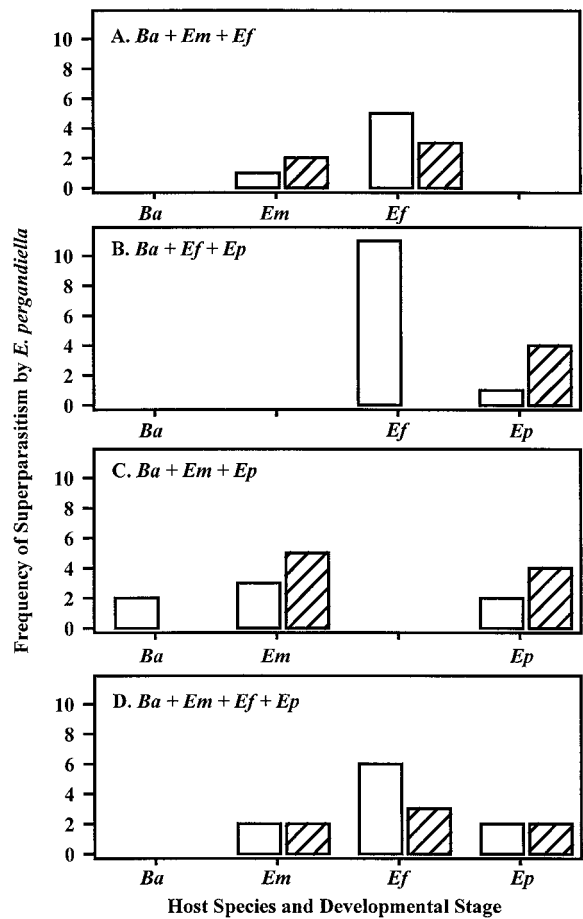 Frequency of Superparasitism by E. pergandiella
A. Ba + Em + Ef
10
8
6
4
2
0
Ba Em Ef
B. Ba + Ef + Ep
10
8
6
4
2
0
Ba Ef Ep
C. Ba + Em + Ep
10
8
6
4
2
0
Ba Em Ep
D. Ba + Em + Ef + Ep
10
8
6
4
2
0
Ba Em Ef Ep
Host Species and Developmental Stage